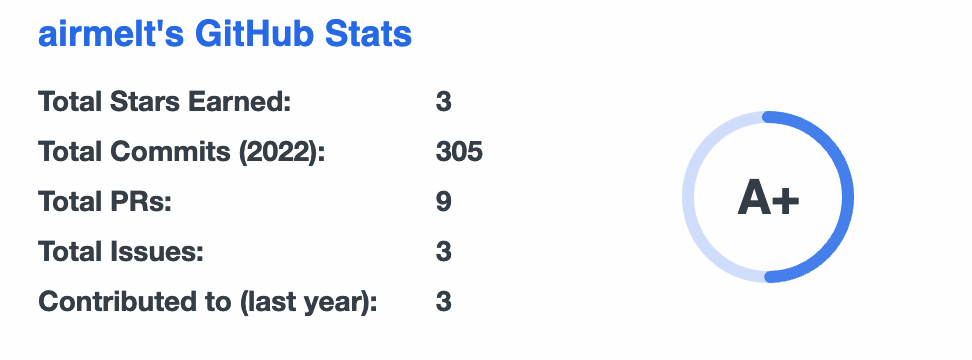 airmelt's GitHub Stats
Total Stars Earned: 3
Total Commits (2022): 305
Total PRs: 9
Total Issues: 3
Contributed to (last year): 3
A+